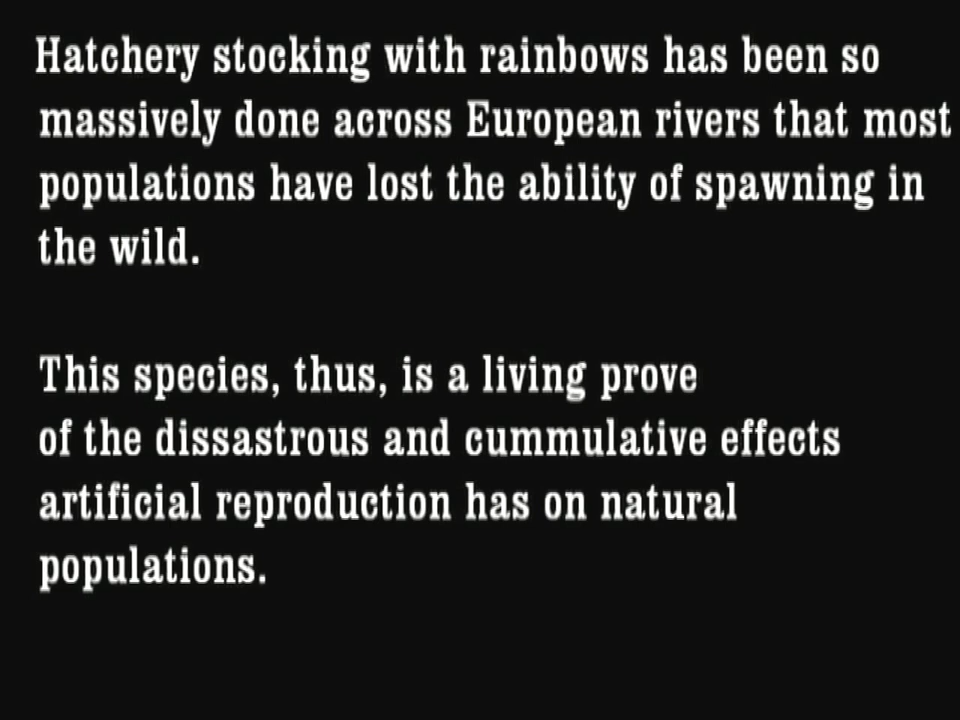 Hatchery stocking with rainbows has been so
massively done across European rivers that most
populations have lost the ability of spawning in
the wild.
This species, thus, is a living prove
of the dissastrous and cummulative effects
artificial reproduction has on natural
populations.